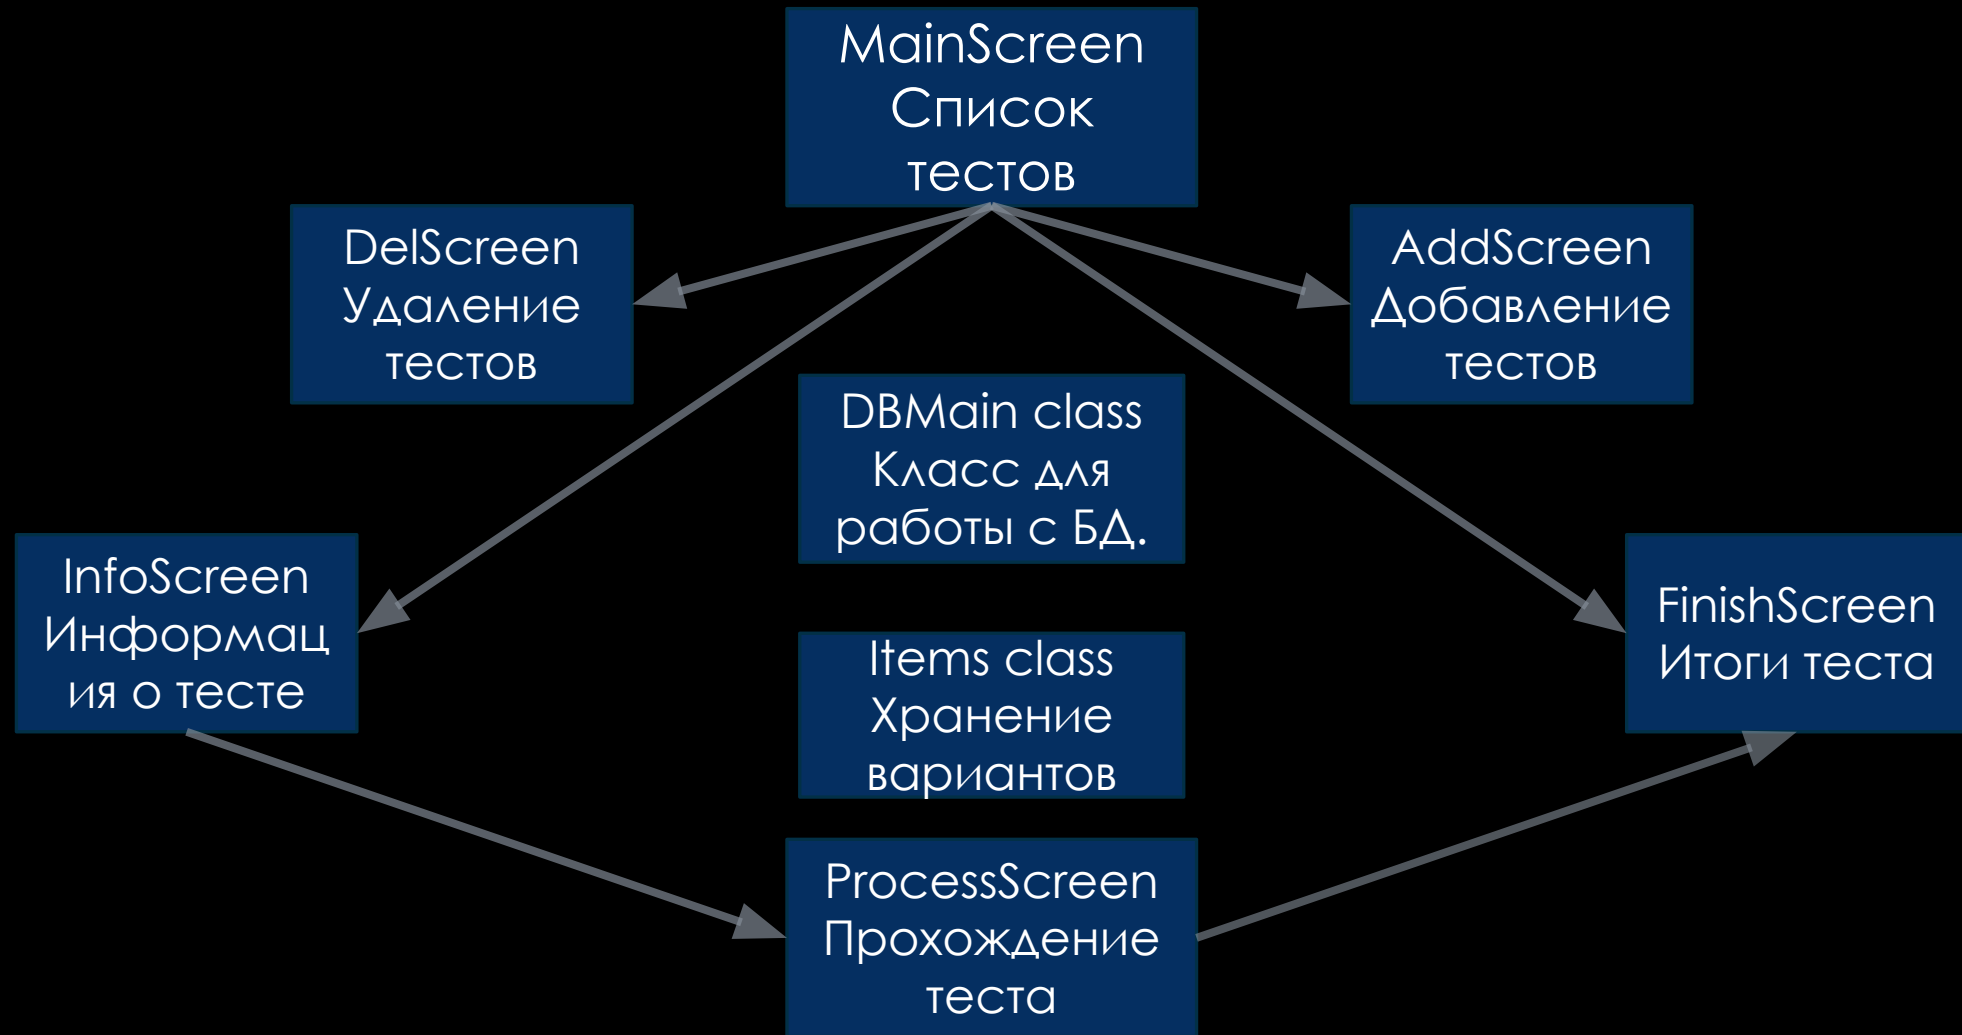 MainScreen
Список
тестов
DelScreen
Удаление
тестов
AddScreen
Добавление
тестов
DBMain class
Класс для
работы с БД.
InfoScreen
Информац
ия о тесте
Items class
Хранение
вариантов
FinishScreen
Итоги теста
ProcessScreen
Прохождение
теста